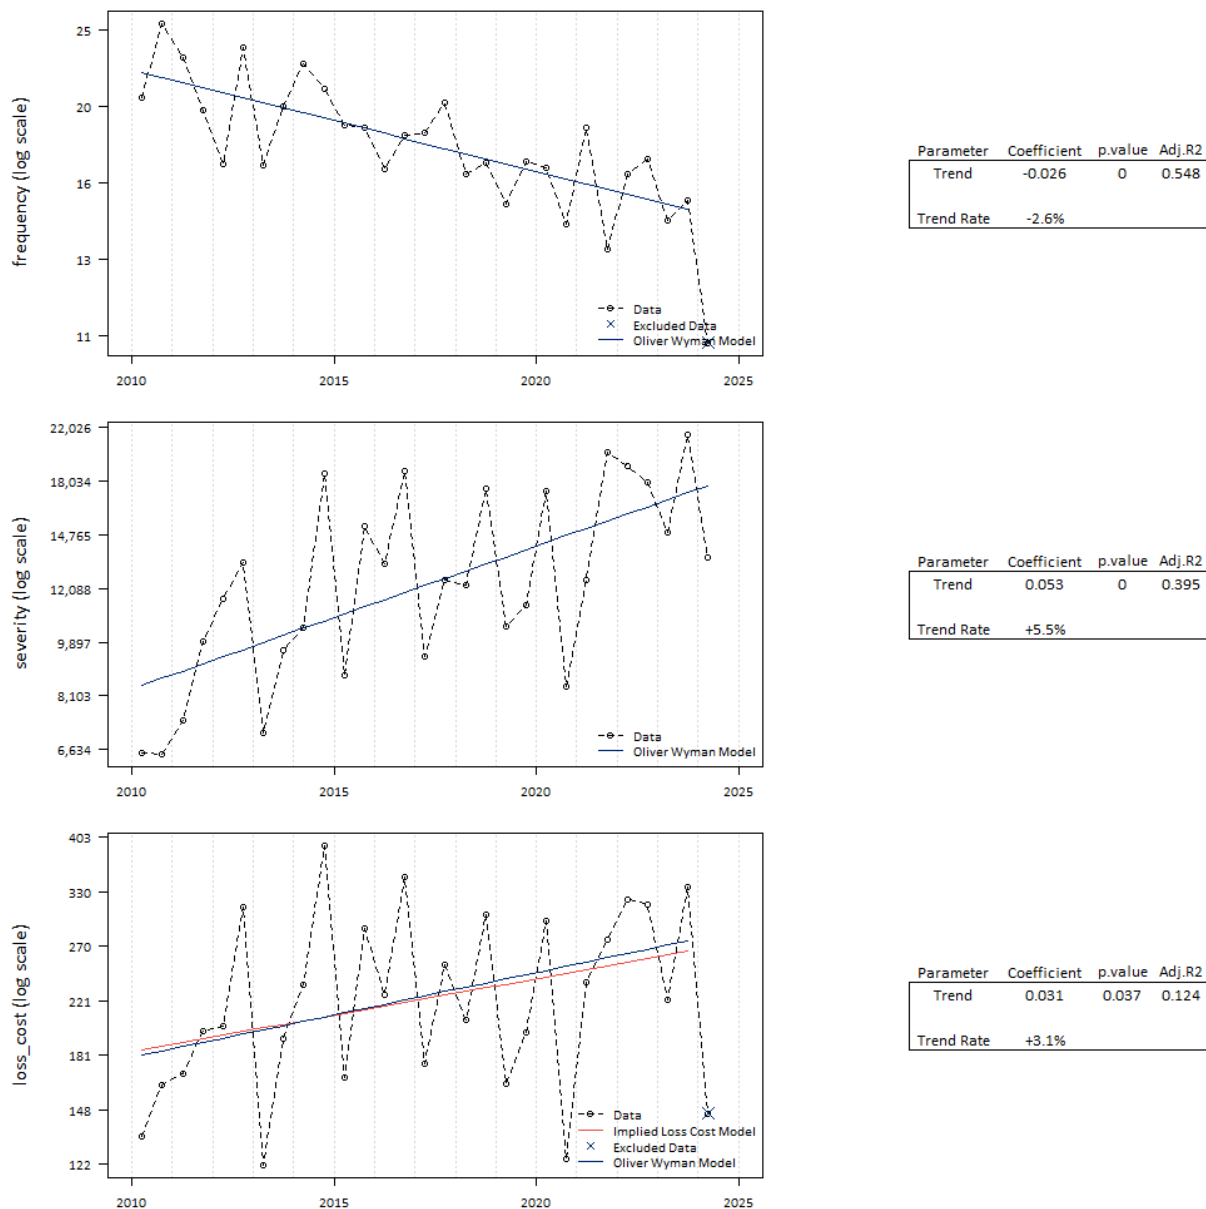 frequency (log scale)
25
20
16
13
11
2010
2015
2020
2025
Data
Excluded Data
Oliver Wyman Model
Parameter Coefficient p.value Adj.R2
Trend -0.026 0 0.548
Trend Rate -2.6%
severity (log scale)
22,026
18,034
14,765
12,088
9,897
8,103
6,634
2010
2015
2020
2025
Data
Oliver Wyman Model
Parameter Coefficient p.value Adj.R2
Trend 0.053 0 0.395
Trend Rate +5.5%
loss_cost (log scale)
403
330
270
221
181
148
122
2010
2015
2020
2025
Data
Implied Loss Cost Model
Excluded Data
Oliver Wyman Model
Parameter Coefficient p.value Adj.R2
Trend 0.031 0.037 0.124
Trend Rate +3.1%